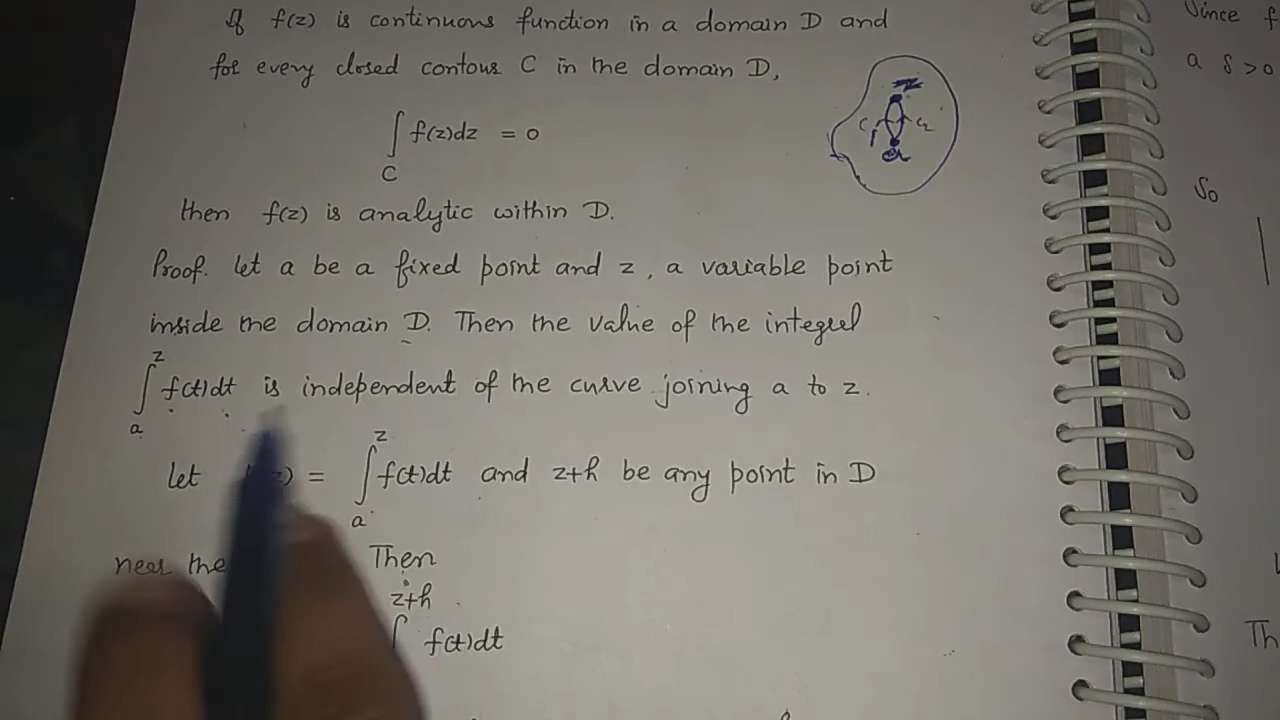 If f(z) is continuous function in a domain D and
for every closed contour C in the domain D,
∫_C f(z)dz = 0
then f(z) is analytic within D.
Proof. Let a be a fixed point and z, a variable point
inside the domain D. Then the value of the integral
∫_a^z f(t)dt is independent of the curve joining a to z.
Let (z) = ∫_a^z f(t)dt and z+h be any point in D
near the Then
∫^{z+h} f(t)dt
z
C1 C2
a
Since f
a δ > 0
So
Th